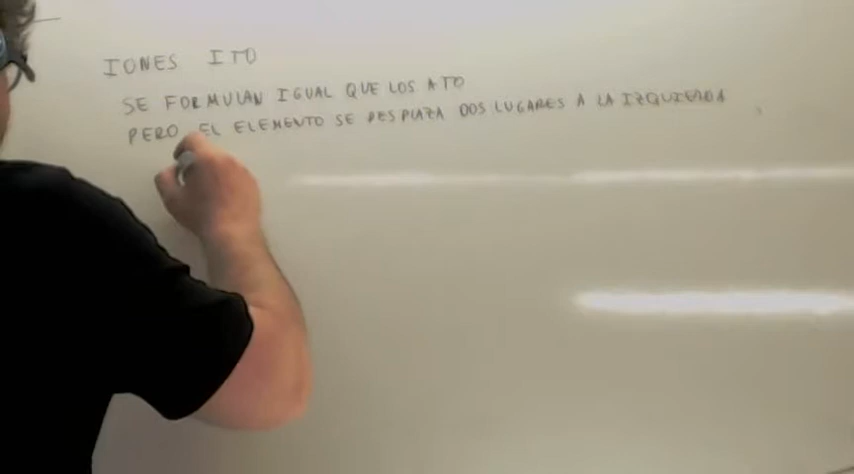 IONES ITO
SE FORMULAN IGUAL QUE LOS ATO
PERO EL ELEMENTO SE DESPLAZA DOS LUGARES A LA IZQUIERDA